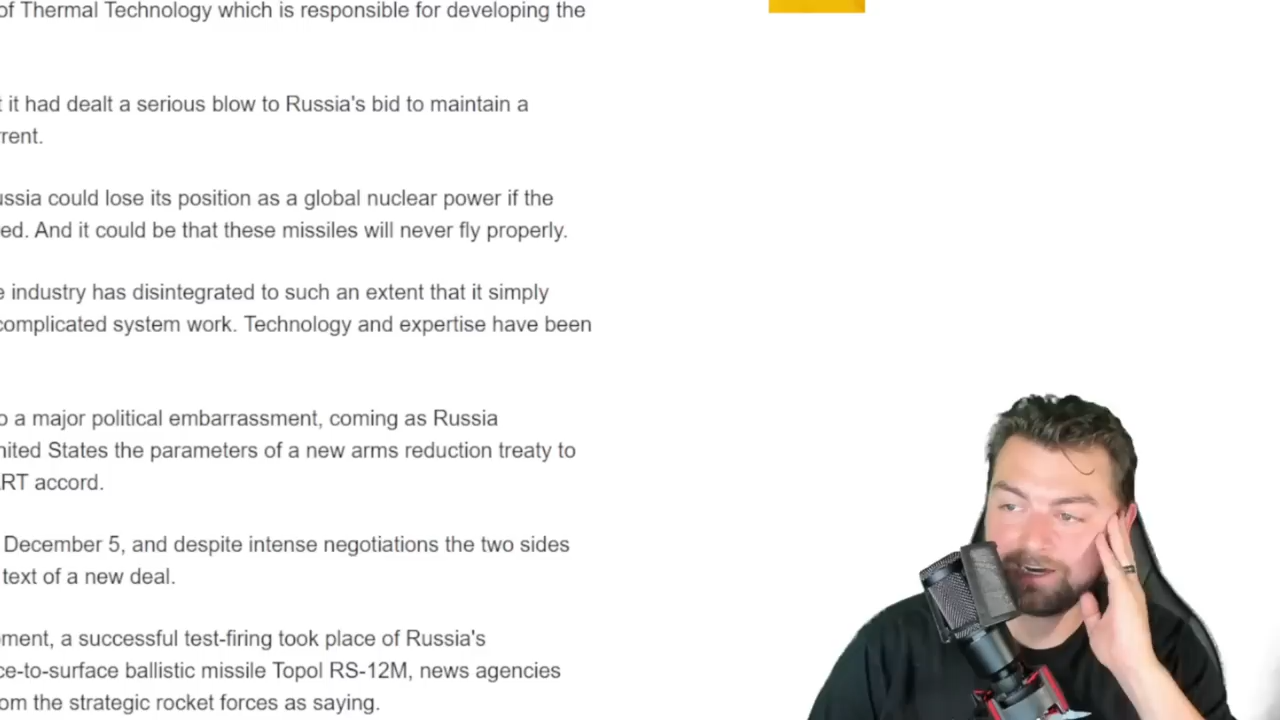 of Thermal Technology which is responsible for developing the
it had dealt a serious blow to Russia's bid to maintain a
rrent.
ussia could lose its position as a global nuclear power if the
ed. And it could be that these missiles will never fly properly.
e industry has disintegrated to such an extent that it simply
complicated system work. Technology and expertise have been
o a major political embarrassment, coming as Russia
nited States the parameters of a new arms reduction treaty to
RT accord.
December 5, and despite intense negotiations the two sides
text of a new deal.
ment, a successful test-firing took place of Russia's
ce-to-surface ballistic missile Topol RS-12M, news agencies
om the strategic rocket forces as saying.